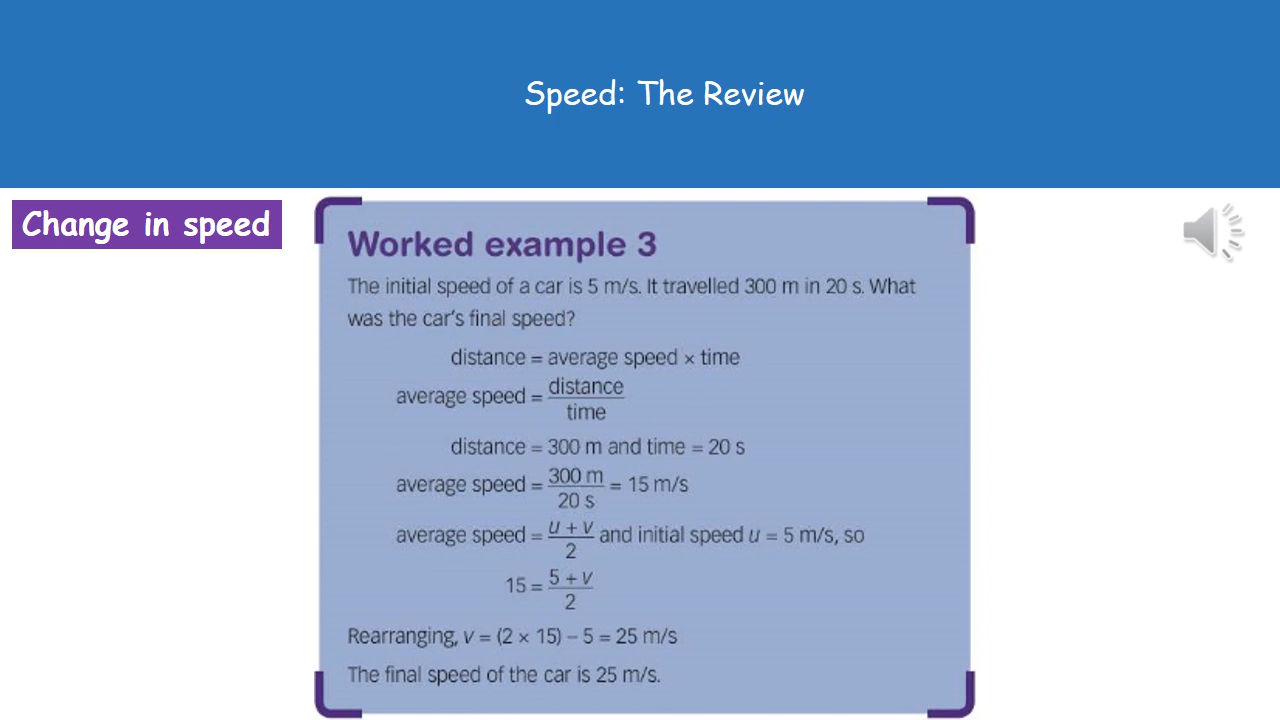 Speed: The Review
Change in speed
Worked example 3
The initial speed of a car is 5 m/s. It travelled 300 m in 20 s. What
was the car's final speed?
distance = average speed × time
average speed = distance / time
distance = 300 m and time = 20 s
average speed = 300 m / 20 s = 15 m/s
average speed = u + v / 2 and initial speed u = 5 m/s, so
15 = 5 + v / 2
Rearranging, v = (2 × 15) – 5 = 25 m/s
The final speed of the car is 25 m/s.